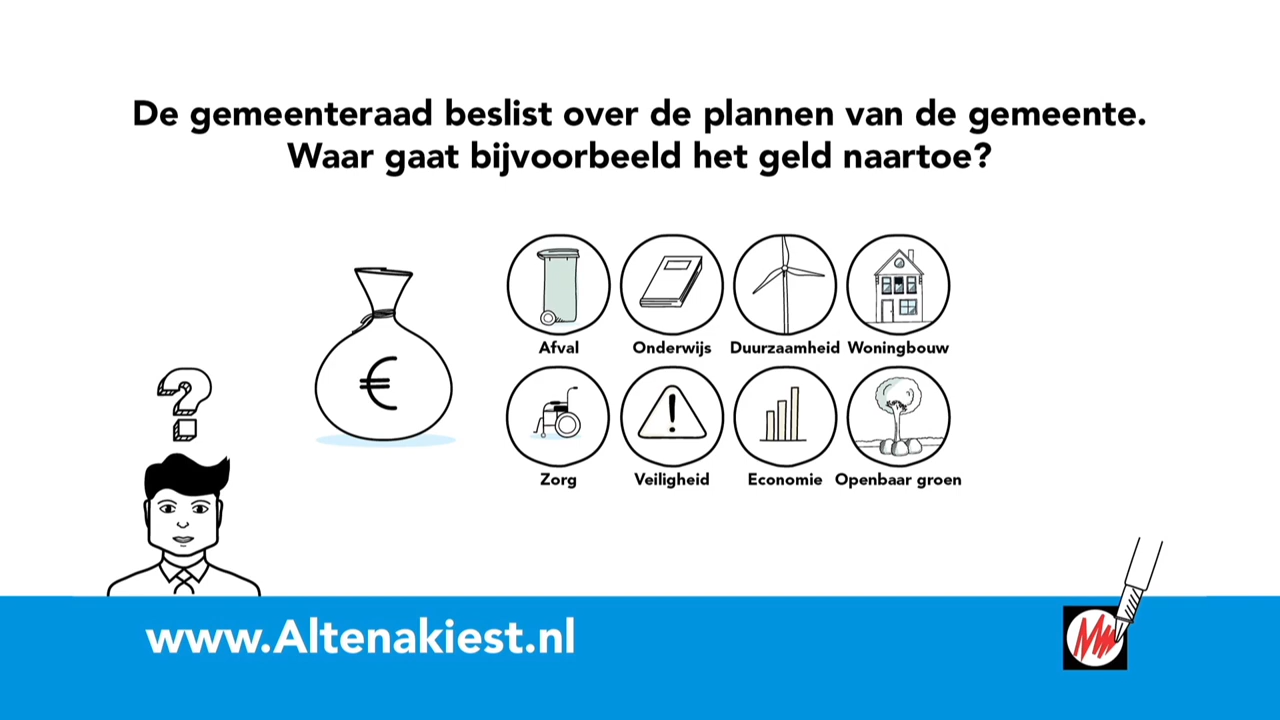 De gemeenteraad beslist over de plannen van de gemeente.
Waar gaat bijvoorbeeld het geld naartoe?
€
Afval
Onderwijs
Duurzaamheid
Woningbouw
Zorg
Veiligheid
Economie
Openbaar groen
www.Altenakiest.nl